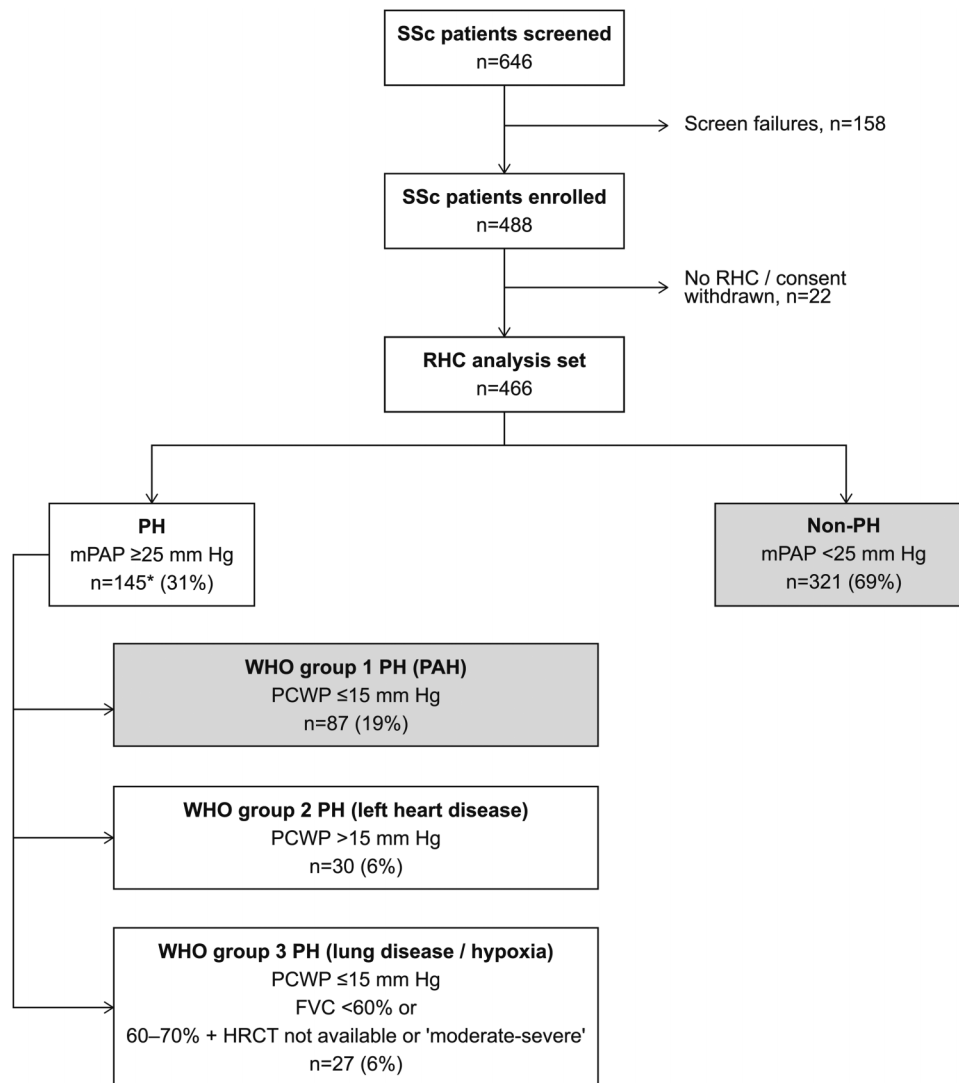 SSc patients screened
n=646
Screen failures, n=158
SSc patients enrolled
n=488
No RHC / consent
withdrawn, n=22
RHC analysis set
n=466
PH
mPAP ≥25 mm Hg
n=145* (31%)
Non-PH
mPAP <25 mm Hg
n=321 (69%)
WHO group 1 PH (PAH)
PCWP ≤15 mm Hg
n=87 (19%)
WHO group 2 PH (left heart disease)
PCWP >15 mm Hg
n=30 (6%)
WHO group 3 PH (lung disease / hypoxia)
PCWP ≤15 mm Hg
FVC <60% or
60–70% + HRCT not available or 'moderate-severe'
n=27 (6%)